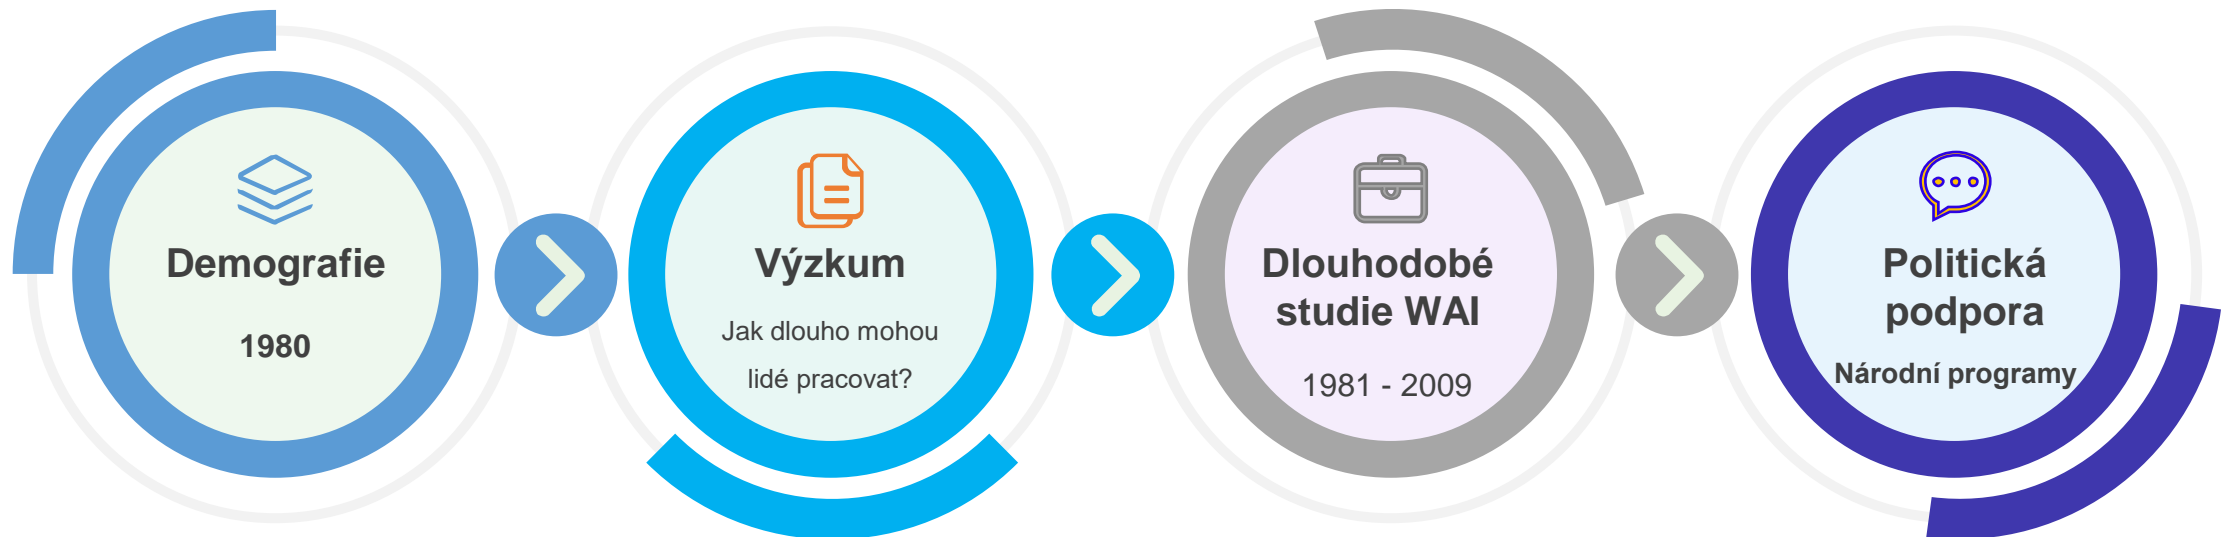 Demografie
1980
Výzkum
Jak dlouho mohou
lidé pracovat?
Dlouhodobé
studie WAI
1981 - 2009
Politická
podpora
Národní programy